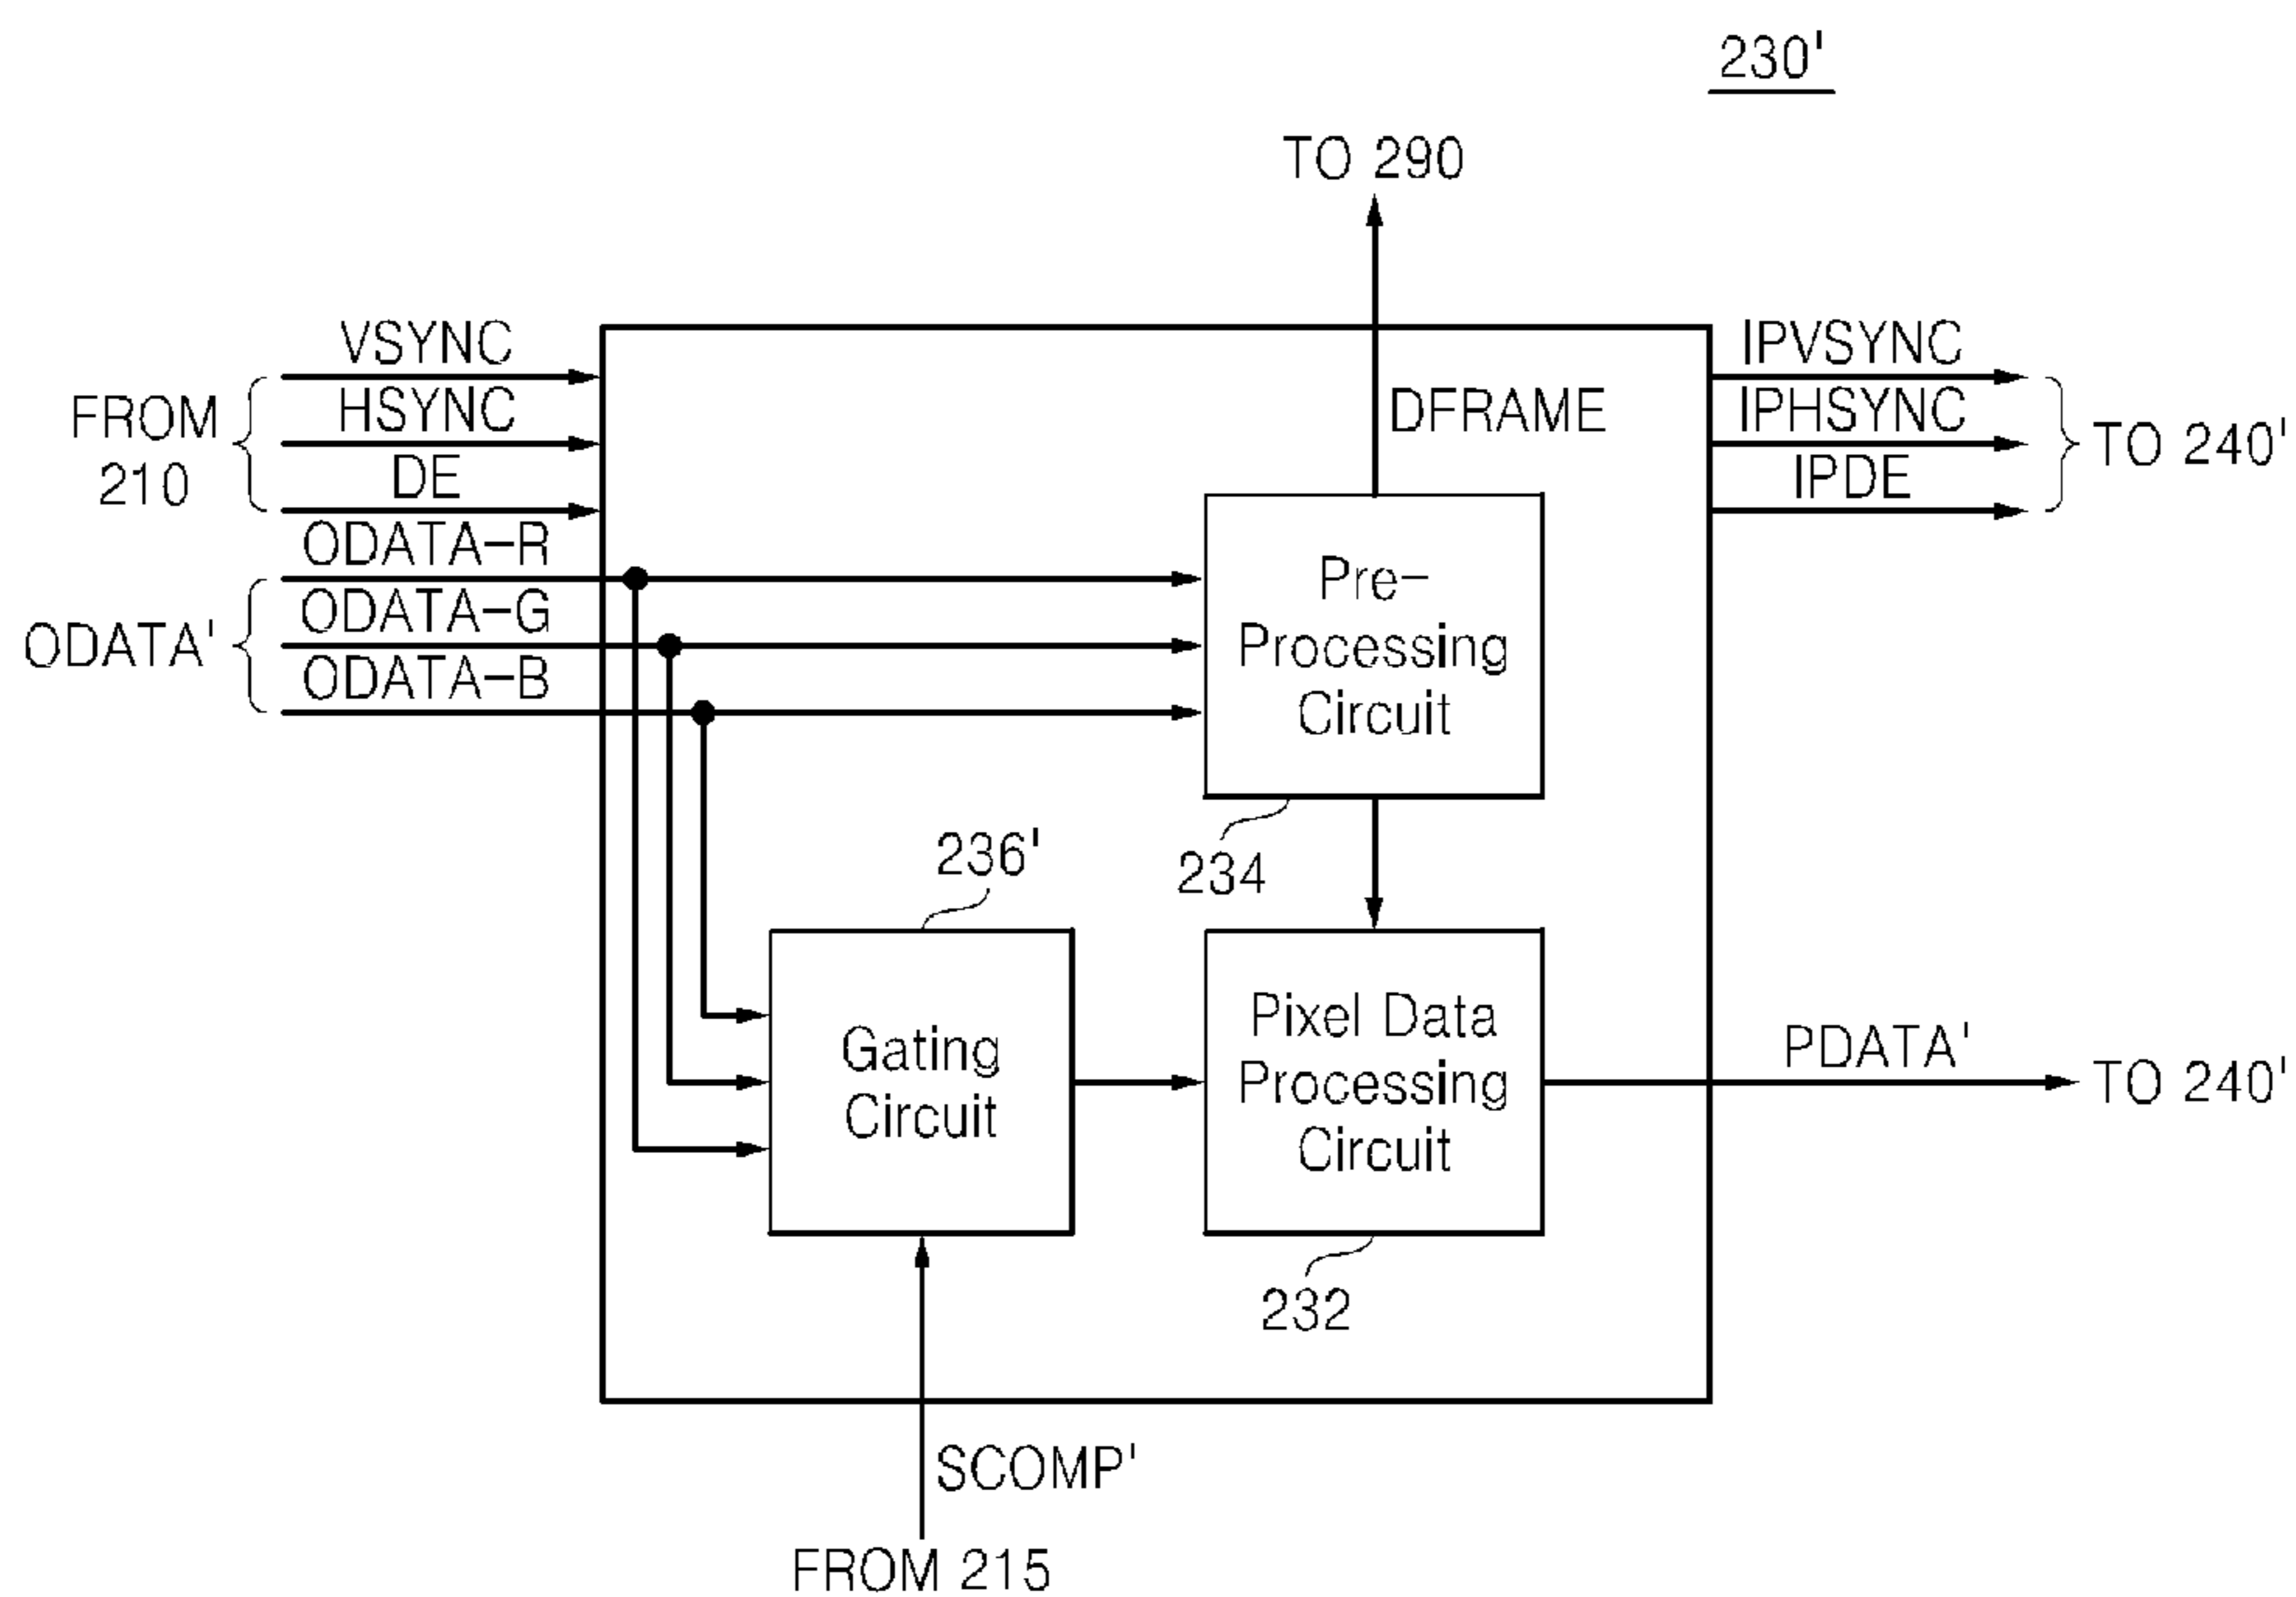 230'
TO 290
VSYNC
HSYNC
DE
FROM
210
ODATA-R
ODATA-G
ODATA-B
ODATA'
DFRAME
IPVSYNC
IPHSYNC
IPDE
TO 240'
Pre-
Processing
Circuit
234
236'
Gating
Circuit
Pixel Data
Processing
Circuit
232
PDATA'
TO 240'
SCOMP'
FROM 215